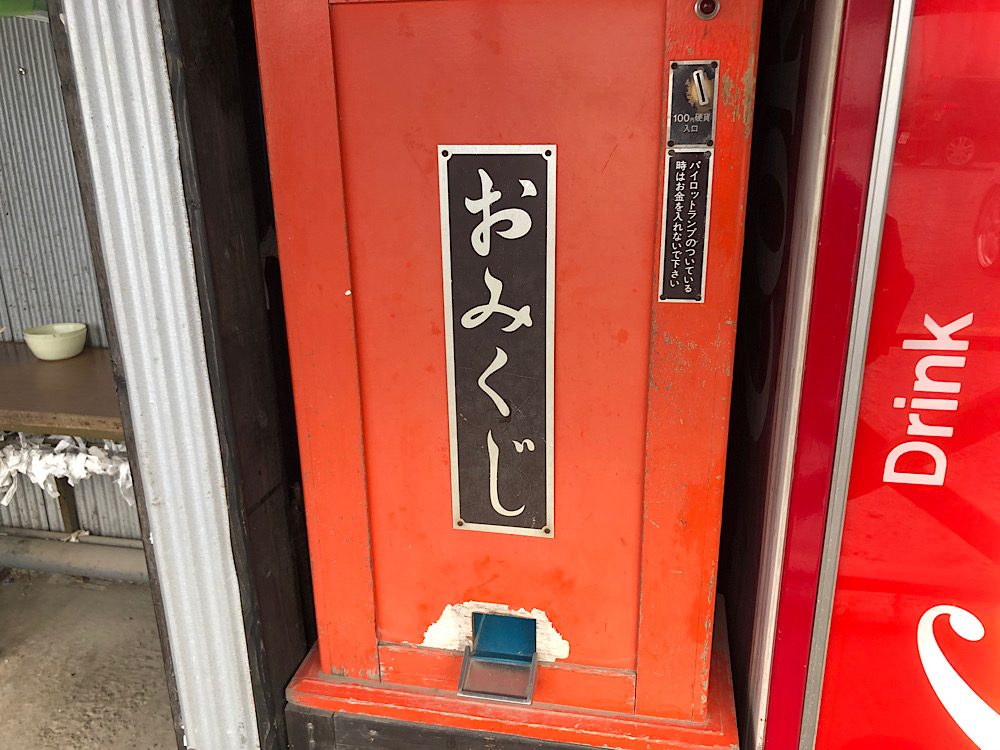 おみくじ
100円硬貨
入口
パイロットランプのついている
時はお金を入れないで下さい
Drink